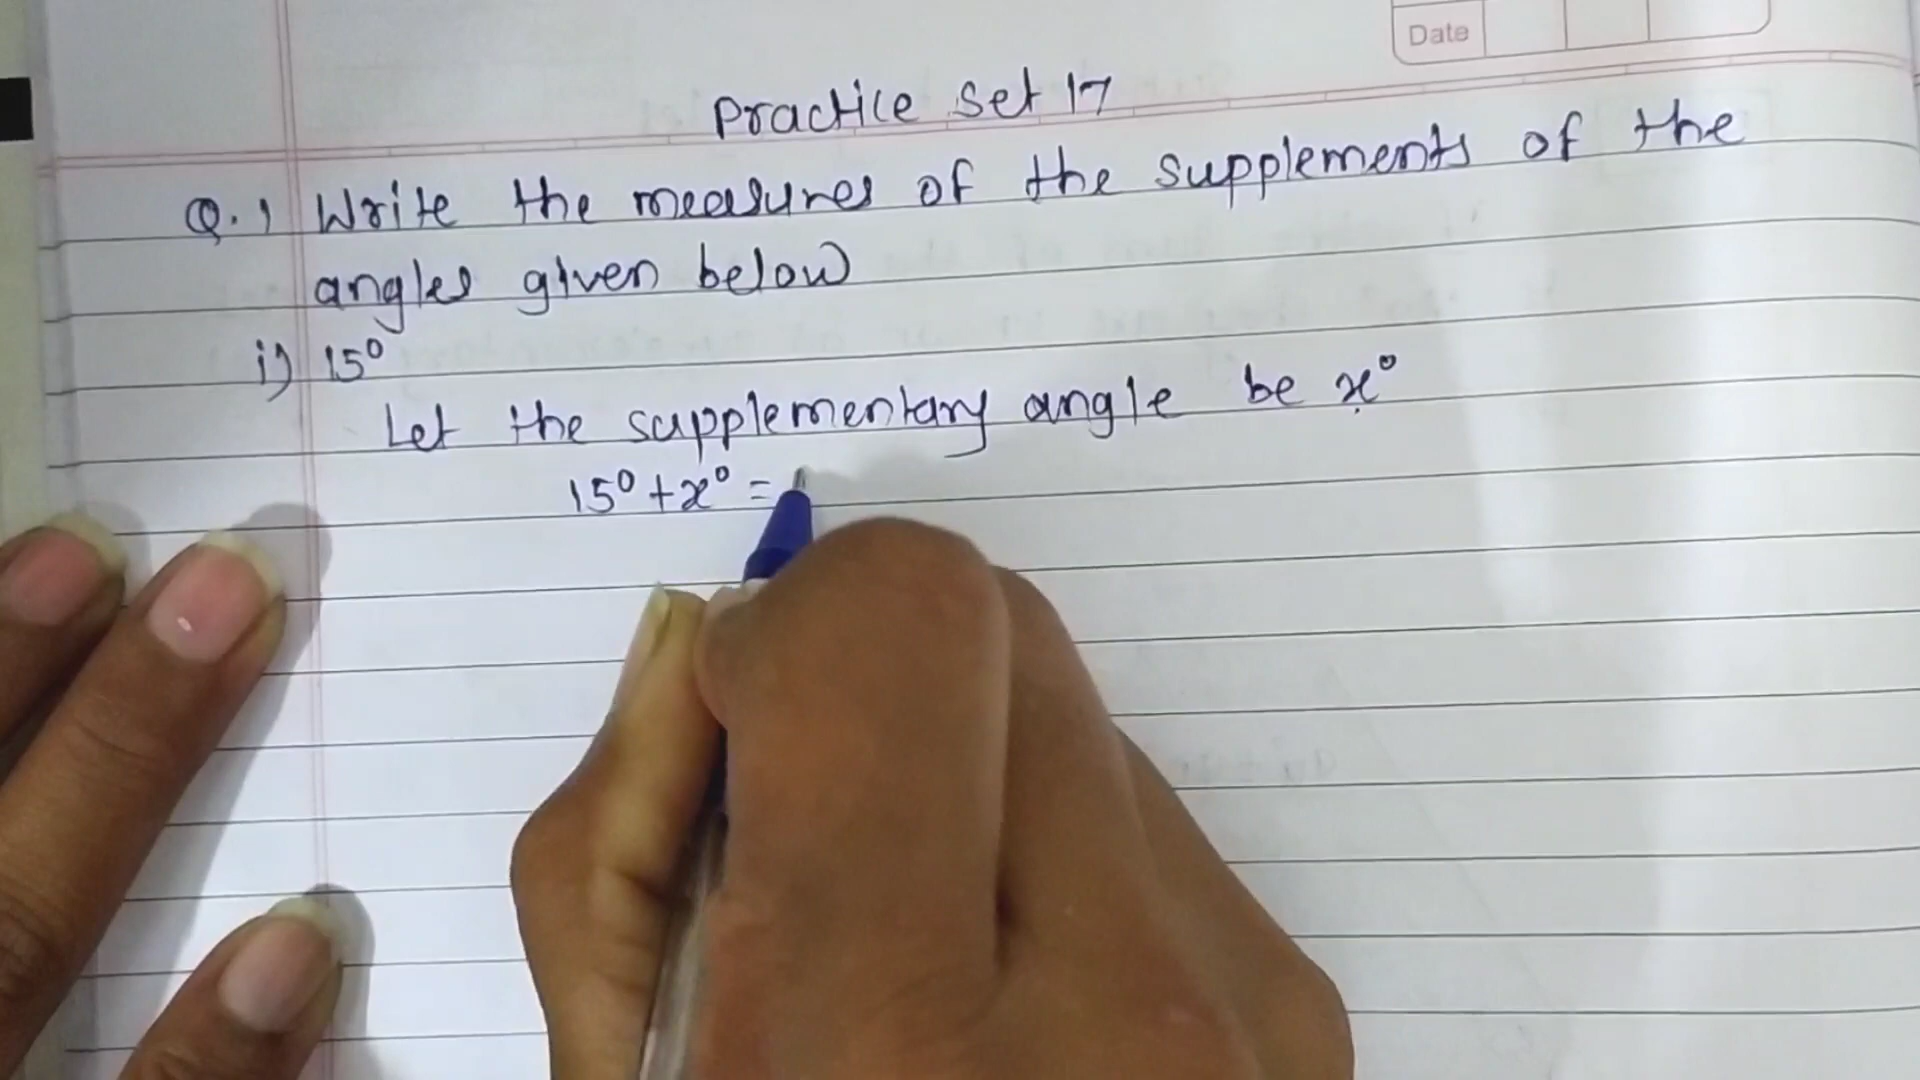 Date
Practice Set 17
Q.1 Write the measures of the supplements of the
angles given below
i) 15°
Let the supplementary angle be x°
15° + x° =